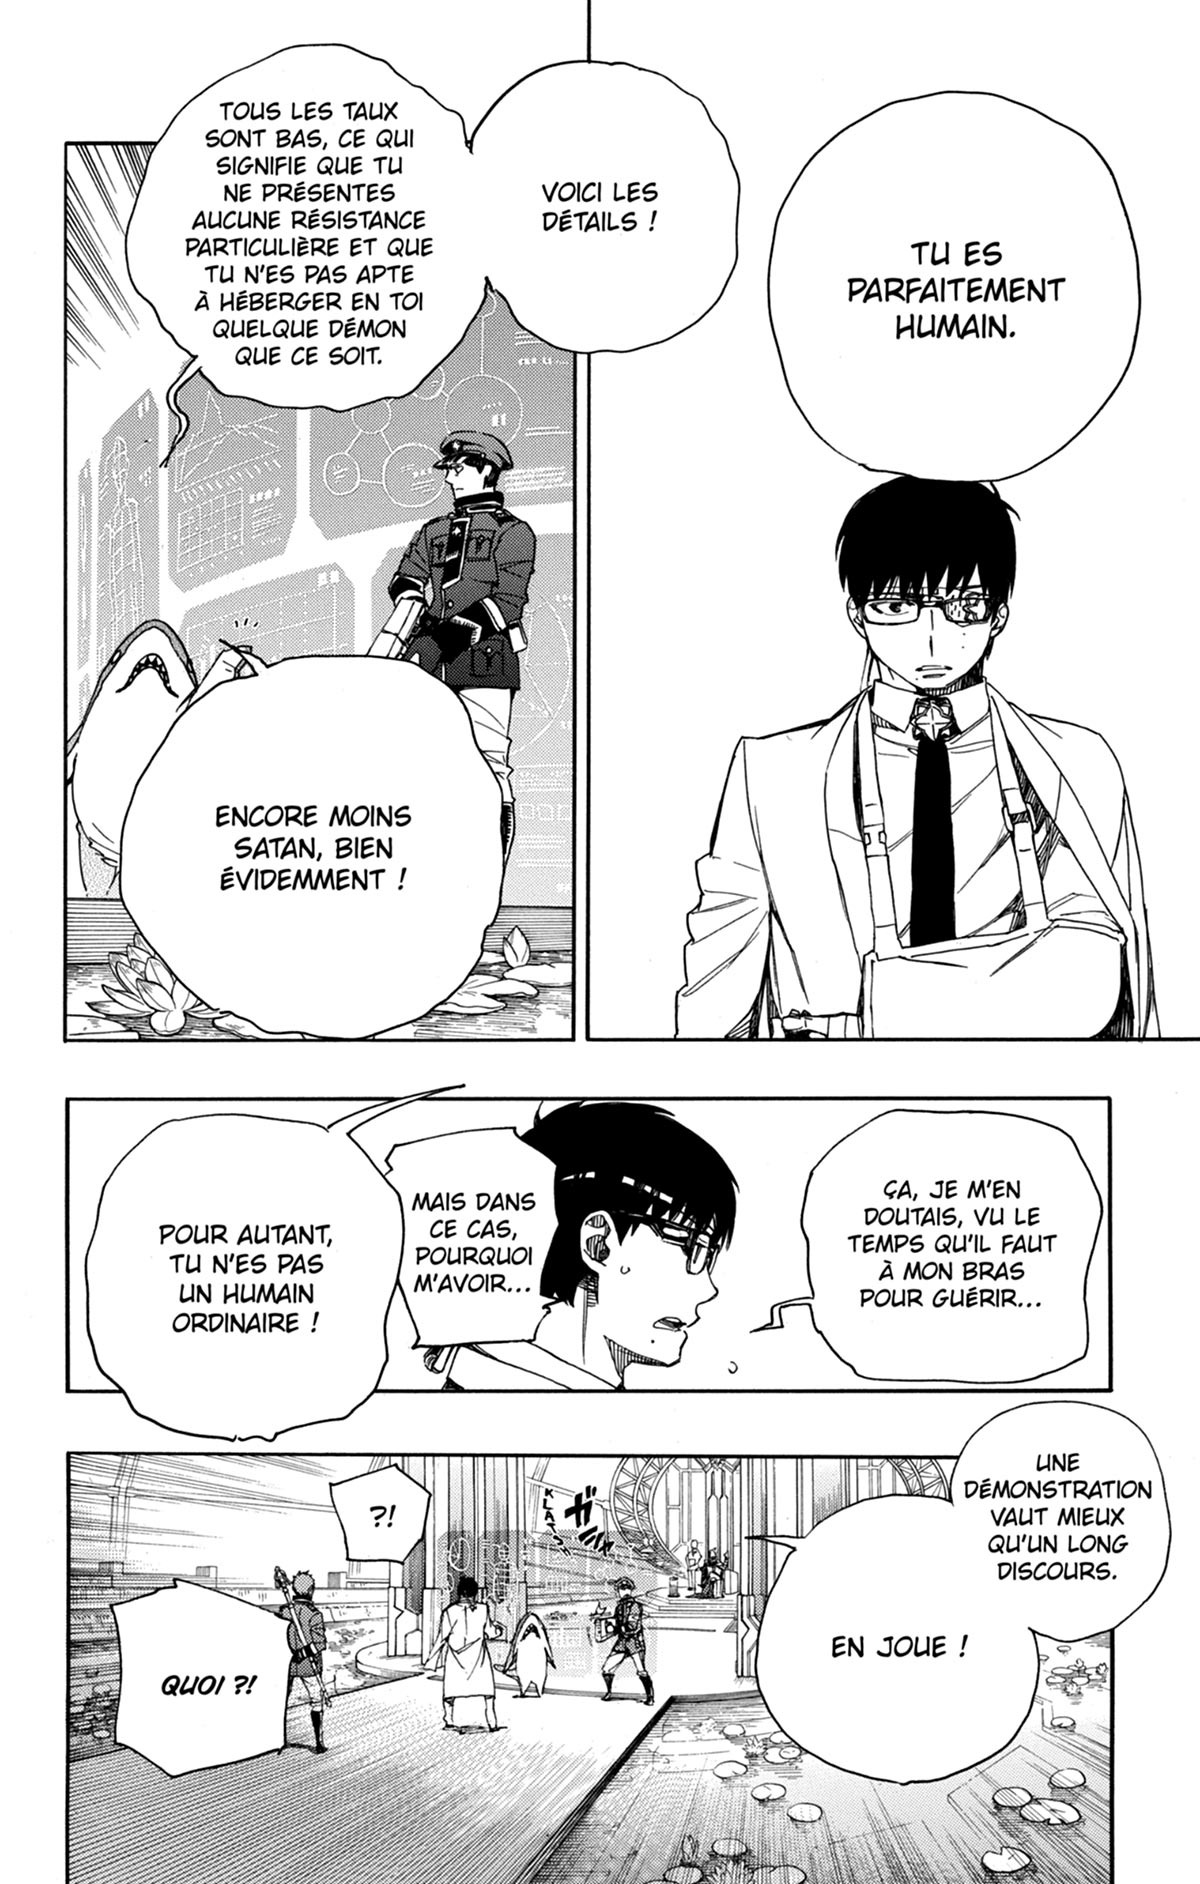 TU ES
PARFAITEMENT
HUMAIN.
VOICI LES
DÉTAILS !
TOUS LES TAUX
SONT BAS, CE QUI
SIGNIFIE QUE TU
NE PRÉSENTES
AUCUNE RÉSISTANCE
PARTICULIÈRE ET QUE
TU N'ES PAS APTE
À HÉBERGER EN TOI
QUELQUE DÉMON
QUE CE SOIT.
ENCORE MOINS
SATAN, BIEN
ÉVIDEMMENT !
ÇA, JE M'EN
DOUTAIS, VU LE
TEMPS QU'IL FAUT
À MON BRAS
POUR GUÉRIR...
MAIS DANS
CE CAS,
POURQUOI
M'AVOIR...
POUR AUTANT,
TU N'ES PAS
UN HUMAIN
ORDINAIRE !
UNE
DÉMONSTRATION
VAUT MIEUX
QU'UN LONG
DISCOURS.
EN JOUE !
ガシャ
KLATCH
?!
QUOI ?!